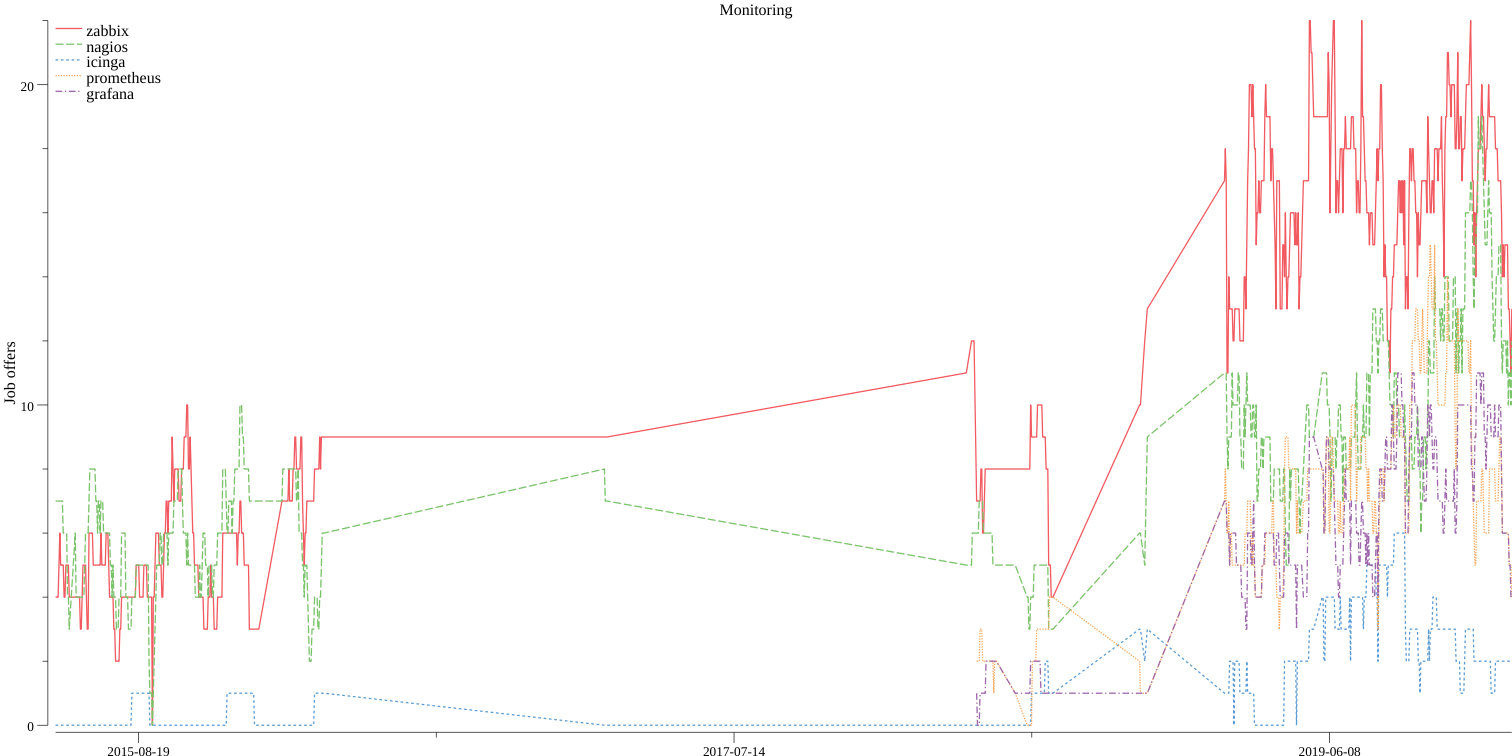 Monitoring
zabbix
nagios
icinga
prometheus
grafana
20
Job offers
10
0
2015-08-19
2017-07-14
2019-06-08